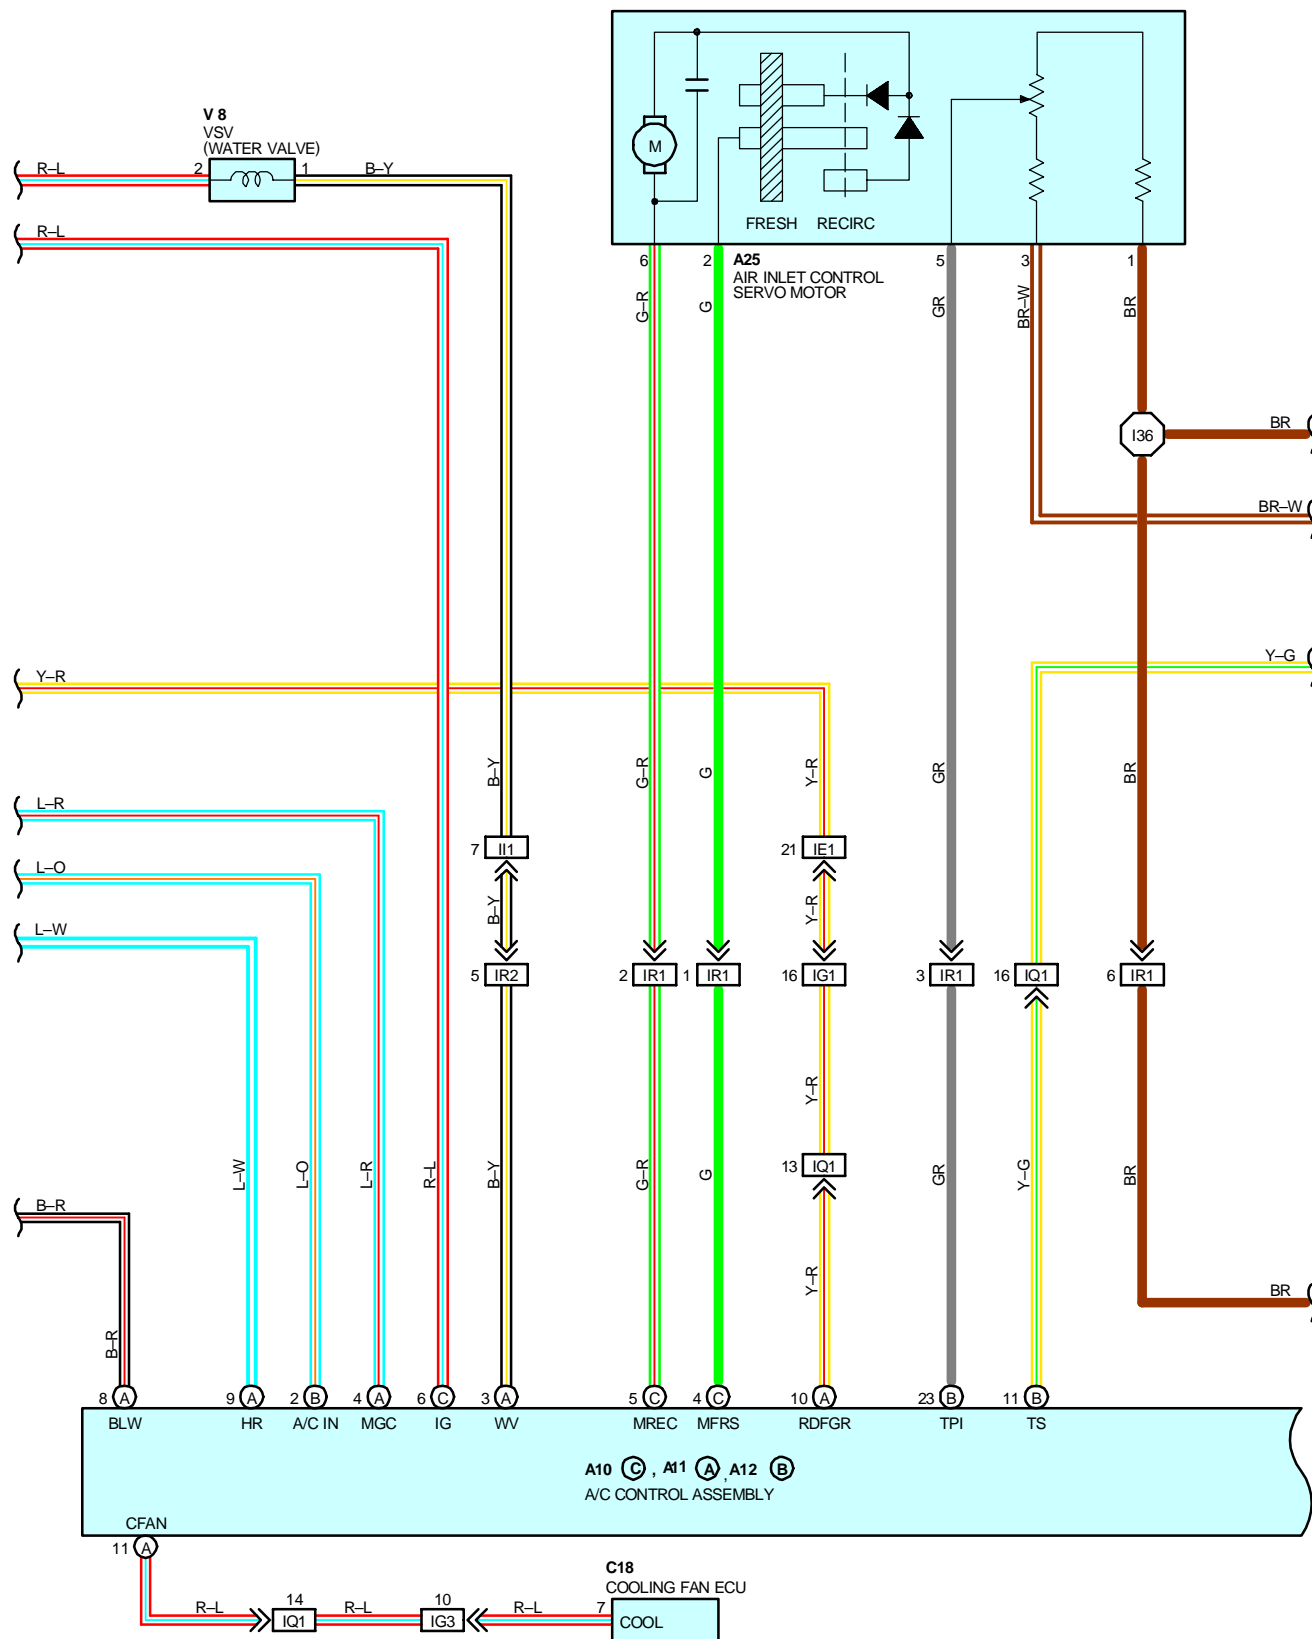 V 8
VSV
(WATER VALVE)
R–L
2
1
B–Y
R–L
M
FRESH RECIRC
6
2
A25
AIR INLET CONTROL
SERVO MOTOR
5
3
1
G–R
G
GR
BR–W
BR
I36
BR
BR–W
Y–R
Y–G
B–Y
G–R
G
Y–R
GR
BR
L–R
7 II1
21 IE1
L–O
B–Y
Y–R
L–W
5 IR2
2 IR1
1 IR1
16 IG1
3 IR1
16 IQ1
6 IR1
Y–R
L–W
L–O
L–R
R–L
B–Y
G–R
G
13 IQ1
GR
Y–G
BR
B–R
Y–R
BR
B–R
8 A
9 A
2 B
4 A
6 C
3 A
5 C
4 C
10 A
23 B
11 B
BLW
HR
A/C IN
MGC
IG
WV
MREC
MFRS
RDFGR
TPI
TS
A10 C , A11 A , A12 B
A/C CONTROL ASSEMBLY
CFAN
11 A
C18
COOLING FAN ECU
R–L
14
IQ1
R–L
10
IG3
R–L
7
COOL